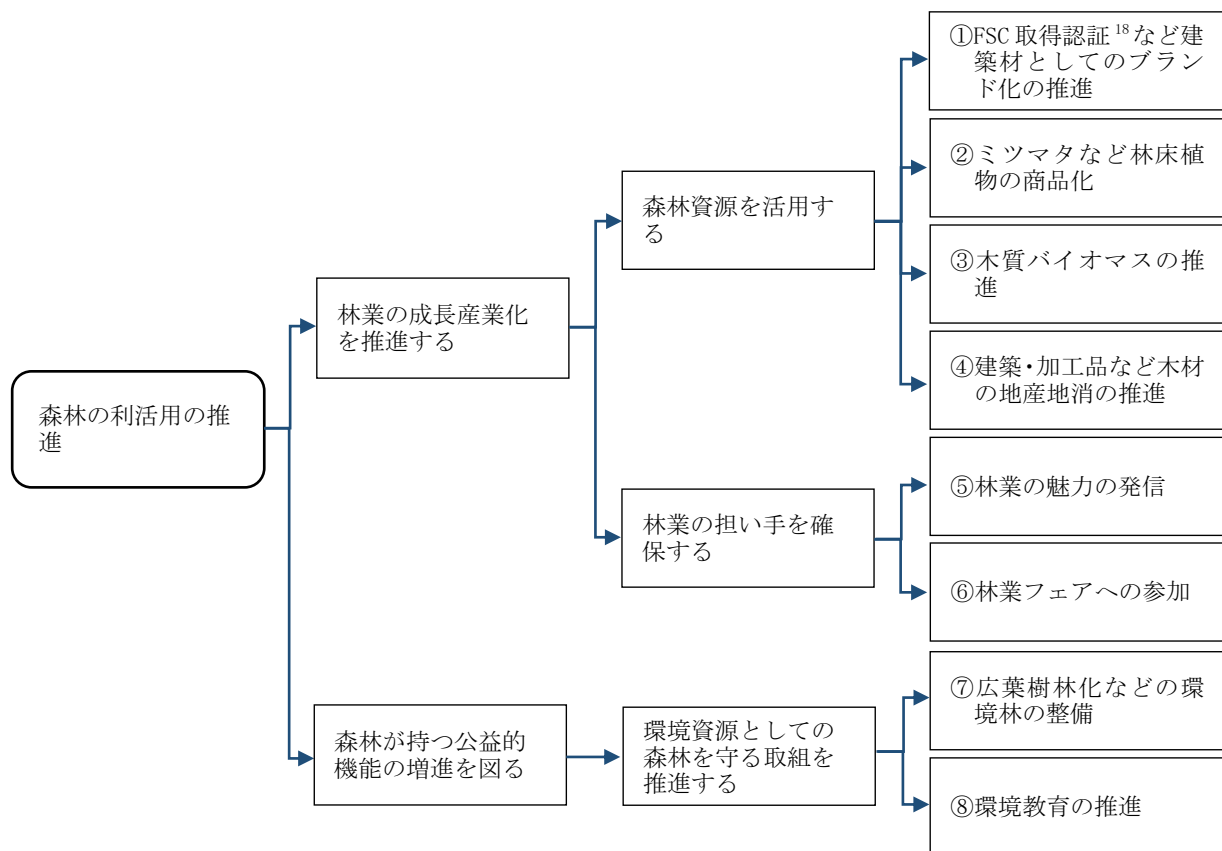 森林の利活用の推
進
林業の成長産業化
を推進する
森林が持つ公益的
機能の増進を図る
森林資源を活用す
る
林業の担い手を確
保する
環境資源としての
森林を守る取組を
推進する
①FSC 取得認証18など建
築材としてのブラン
ド化の推進
②ミツマタなど林床植
物の商品化
③木質バイオマスの推
進
④建築・加工品など木材
の地産地消の推進
⑤林業の魅力の発信
⑥林業フェアへの参加
⑦広葉樹林化などの環
境林の整備
⑧環境教育の推進